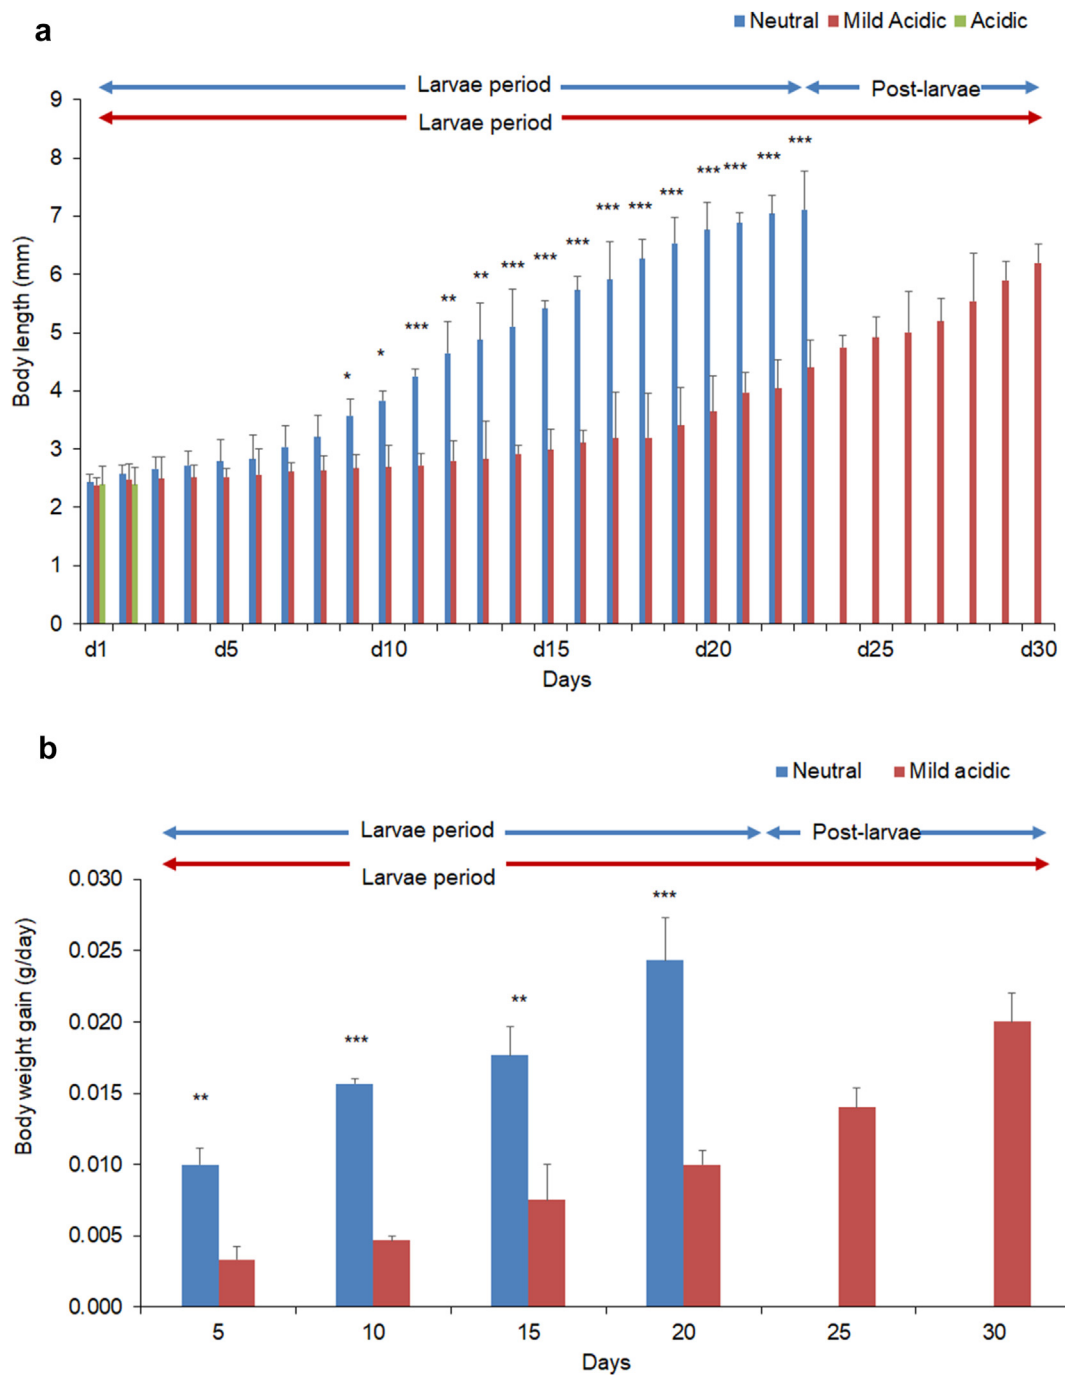 a
Neutral Mild Acidic Acidic
Larvae period Post-larvae
Larvae period
9
8
7
6
5
4
3
2
1
0
Body length (mm)
* * *** ** ** *** *** *** *** *** *** *** *** *** ***
d1 d5 d10 d15 d20 d25 d30
Days
b
Neutral Mild acidic
Larvae period Post-larvae
Larvae period
0.030
0.025
0.020
0.015
0.010
0.005
0.000
Body weight gain (g/day)
** *** ** ***
5 10 15 20 25 30
Days